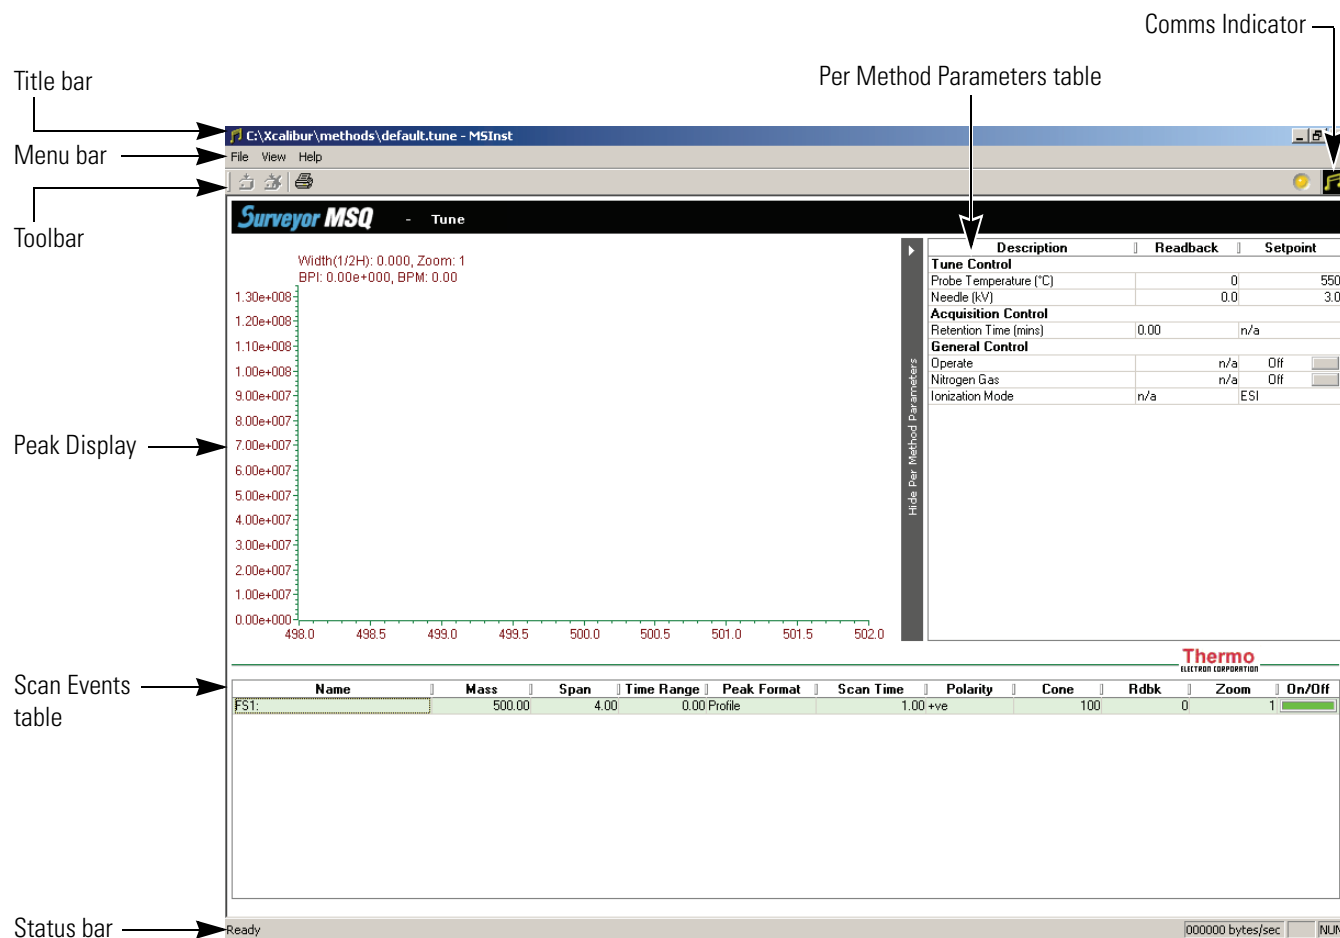 Comms Indicator
Per Method Parameters table
Title bar
C:\Xcalibur\methods\default.tune - MSInst
Menu bar
File View Help
Toolbar
Surveyor MSQ - Tune
Width(1/2H): 0.000, Zoom: 1
BPI: 0.00e+000, BPM: 0.00
1.30e+008
1.20e+008
1.10e+008
1.00e+008
9.00e+007
8.00e+007
7.00e+007
6.00e+007
5.00e+007
4.00e+007
3.00e+007
2.00e+007
1.00e+007
0.00e+000
498.0 498.5 499.0 499.5 500.0 500.5 501.0 501.5 502.0
Peak Display
Hide Per Method Parameters
Description Readback Setpoint
Tune Control
Probe Temperature (°C) 0 550
Needle (kV) 0.0 3.0
Acquisition Control
Retention Time (mins) 0.00 n/a
General Control
Operate n/a Off
Nitrogen Gas n/a Off
Ionization Mode n/a ESI
Thermo
ELECTRON CORPORATION
Scan Events
table
Name Mass Span Time Range Peak Format Scan Time Polarity Cone Rdbk Zoom On/Off
FS1: 500.00 4.00 0.00 Profile 1.00 +ve 100 0 1
Status bar
Ready 000000 bytes/sec NUM